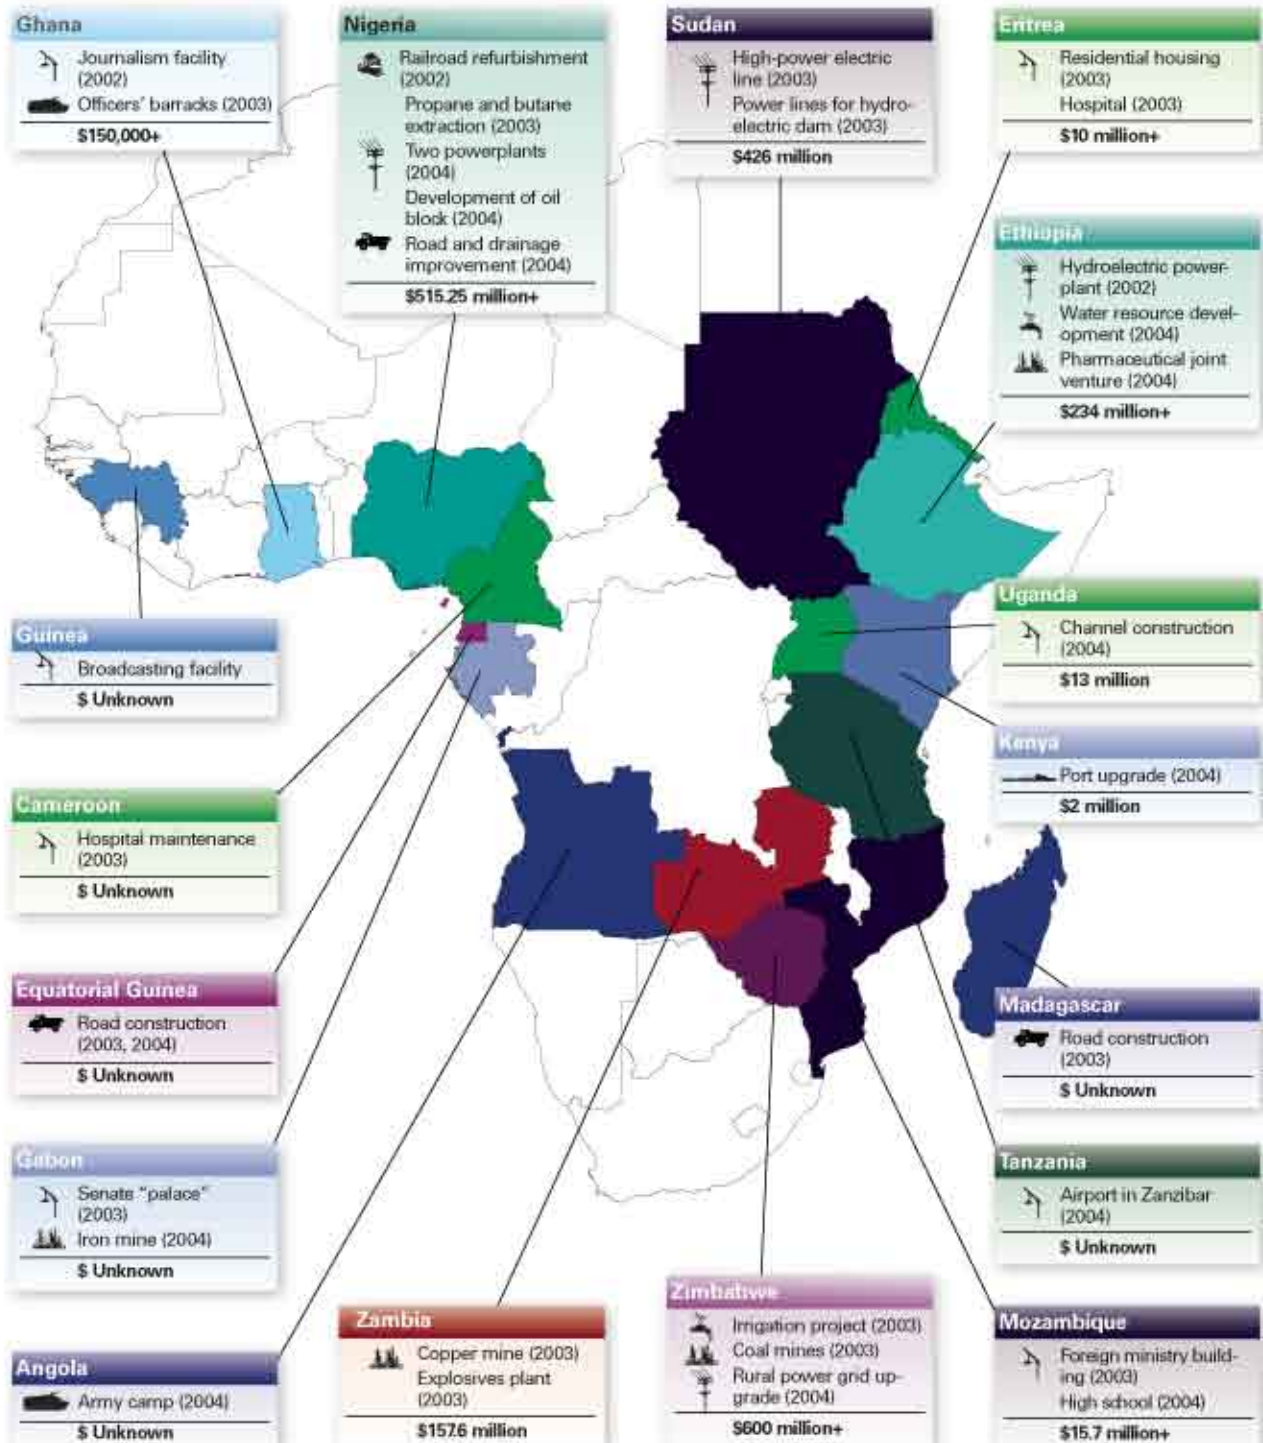 Ghana
Journalism facility
(2002)
Officers' barracks (2003)
$150,000+
Nigeria
Railroad refurbishment
(2002)
Propane and butane
extraction (2003)
Two powerplants
(2004)
Development of oil
block (2004)
Road and drainage
improvement (2004)
$515.25 million+
Sudan
High-power electric
line (2003)
Power lines for hydro-
electric dam (2003)
$426 million
Eritrea
Residential housing
(2003)
Hospital (2003)
$10 million+
Ethiopia
Hydroelectric power-
plant (2002)
Water resource devel-
opment (2004)
Pharmaceutical joint
venture (2004)
$234 million+
Guinea
Broadcasting facility
$ Unknown
Uganda
Channel construction
(2004)
$13 million
Kenya
Port upgrade (2004)
$2 million
Cameroon
Hospital maintenance
(2003)
$ Unknown
Equatorial Guinea
Road construction
(2003, 2004)
$ Unknown
Madagascar
Road construction
(2003)
$ Unknown
Gabon
Senate "palace"
(2003)
Iron mine (2004)
$ Unknown
Tanzania
Airport in Zanzibar
(2004)
$ Unknown
Angola
Army camp (2004)
$ Unknown
Zambia
Copper mine (2003)
Explosives plant
(2003)
$157.6 million
Zimbabwe
Irrigation project (2003)
Coal mines (2003)
Rural power grid up-
grade (2004)
$600 million+
Mozambique
Foreign ministry build-
ing (2003)
High school (2004)
$15.7 million+